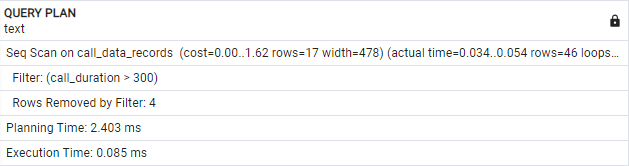 QUERY PLAN
text
Seq Scan on call_data_records (cost=0.00..1.62 rows=17 width=478) (actual time=0.034..0.054 rows=46 loops...
Filter: (call_duration > 300)
Rows Removed by Filter: 4
Planning Time: 2.403 ms
Execution Time: 0.085 ms